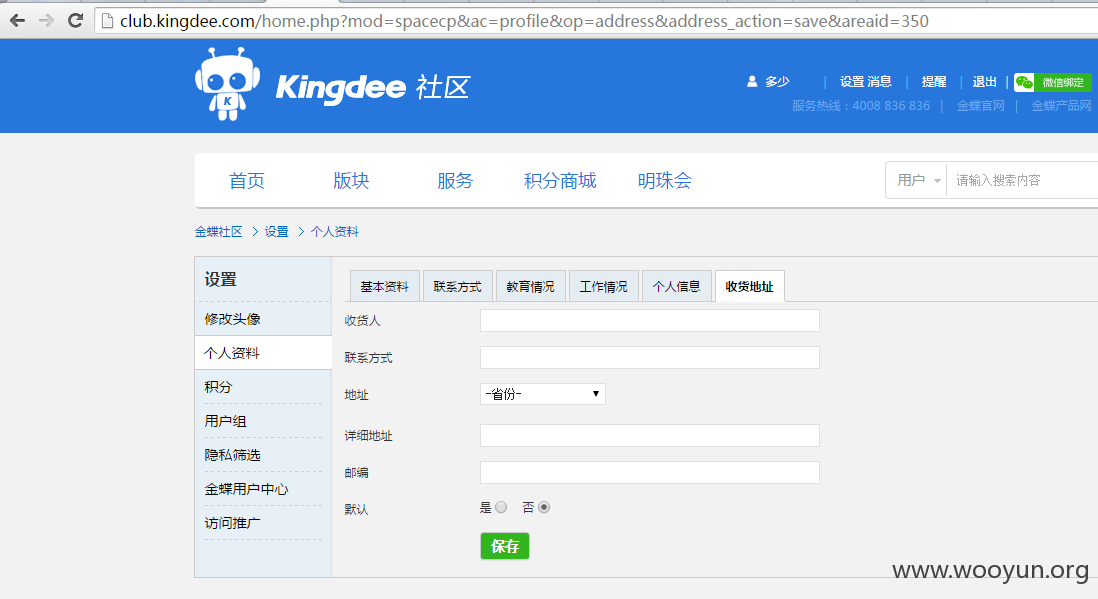 club.kingdee.com/home.php?mod=spacecp&ac=profile&op=address&address_action=save&areaid=350
K
Kingdee 社区
多少 | 设置 消息 | 提醒 | 退出 | 微信绑定
服务热线：4008 836 836 | 金蝶官网 | 金蝶产品网
首页 版块 服务 积分商城 明珠会 用户 请输入搜索内容
金蝶社区 > 设置 > 个人资料
设置
修改头像
个人资料
积分
用户组
隐私筛选
金蝶用户中心
访问推广
基本资料 联系方式 教育情况 工作情况 个人信息 收货地址
收货人
联系方式
地址 -省份-
详细地址
邮编
默认 是 否
保存
www.wooyun.org